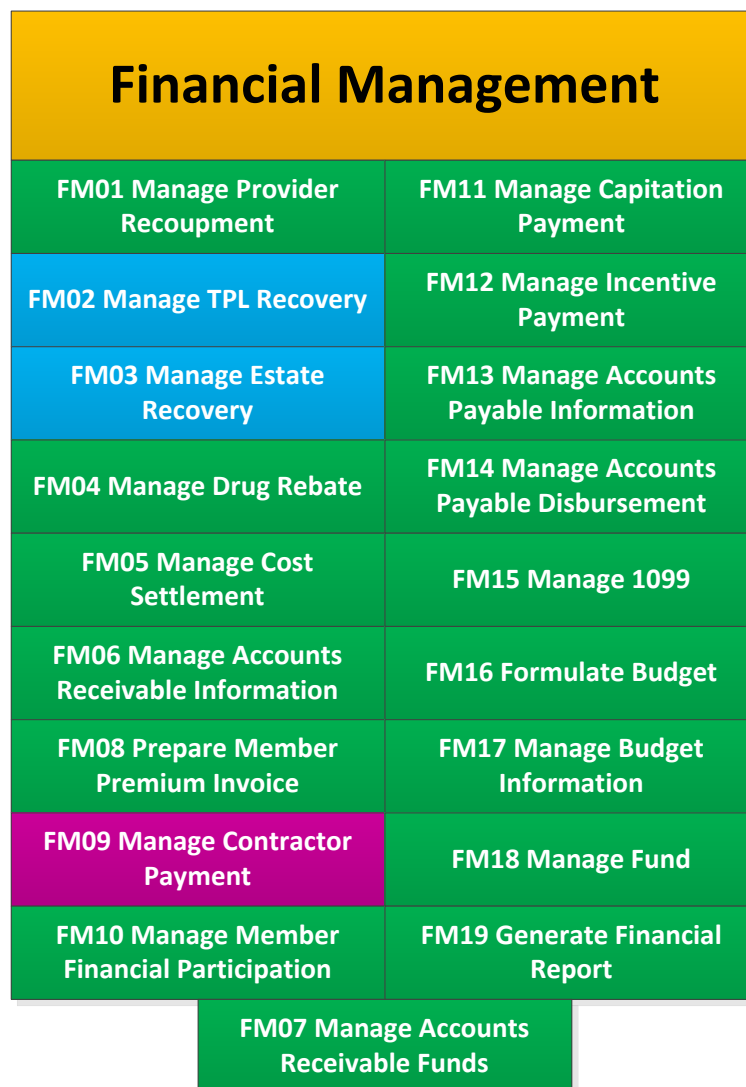 Financial Management
FM01 Manage Provider
Recoupment
FM11 Manage Capitation
Payment
FM02 Manage TPL Recovery
FM12 Manage Incentive
Payment
FM03 Manage Estate
Recovery
FM13 Manage Accounts
Payable Information
FM04 Manage Drug Rebate
FM14 Manage Accounts
Payable Disbursement
FM05 Manage Cost
Settlement
FM15 Manage 1099
FM06 Manage Accounts
Receivable Information
FM16 Formulate Budget
FM08 Prepare Member
Premium Invoice
FM17 Manage Budget
Information
FM09 Manage Contractor
Payment
FM18 Manage Fund
FM10 Manage Member
Financial Participation
FM19 Generate Financial
Report
FM07 Manage Accounts
Receivable Funds